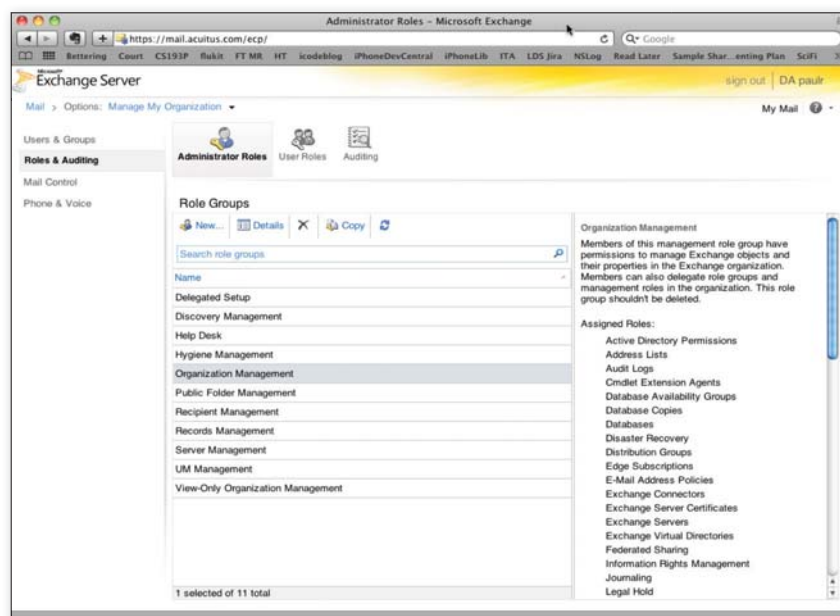 Administrator Roles – Microsoft Exchange
https://mail.acuitus.com/ecp/
Google
Bettering Court CS193P flukit FT MR HT icodeblog iPhoneDevCentral iPhoneLib ITA LDS Jira NSLog Read Later Sample Shar…enting Plan SciFi
Microsoft
Exchange Server
sign out DA paulr
Mail > Options: Manage My Organization
My Mail
Users & Groups
Roles & Auditing
Mail Control
Phone & Voice
Administrator Roles User Roles Auditing
Role Groups
New... Details Copy
Search role groups
Name
Delegated Setup
Discovery Management
Help Desk
Hygiene Management
Organization Management
Public Folder Management
Recipient Management
Records Management
Server Management
UM Management
View-Only Organization Management
1 selected of 11 total
Organization Management
Members of this management role group have
permissions to manage Exchange objects and
their properties in the Exchange organization.
Members can also delegate role groups and
management roles in the organization. This role
group shouldn't be deleted.
Assigned Roles:
Active Directory Permissions
Address Lists
Audit Logs
Cmdlet Extension Agents
Database Availability Groups
Database Copies
Databases
Disaster Recovery
Distribution Groups
Edge Subscriptions
E-Mail Address Policies
Exchange Connectors
Exchange Server Certificates
Exchange Servers
Exchange Virtual Directories
Federated Sharing
Information Rights Management
Journaling
Legal Hold